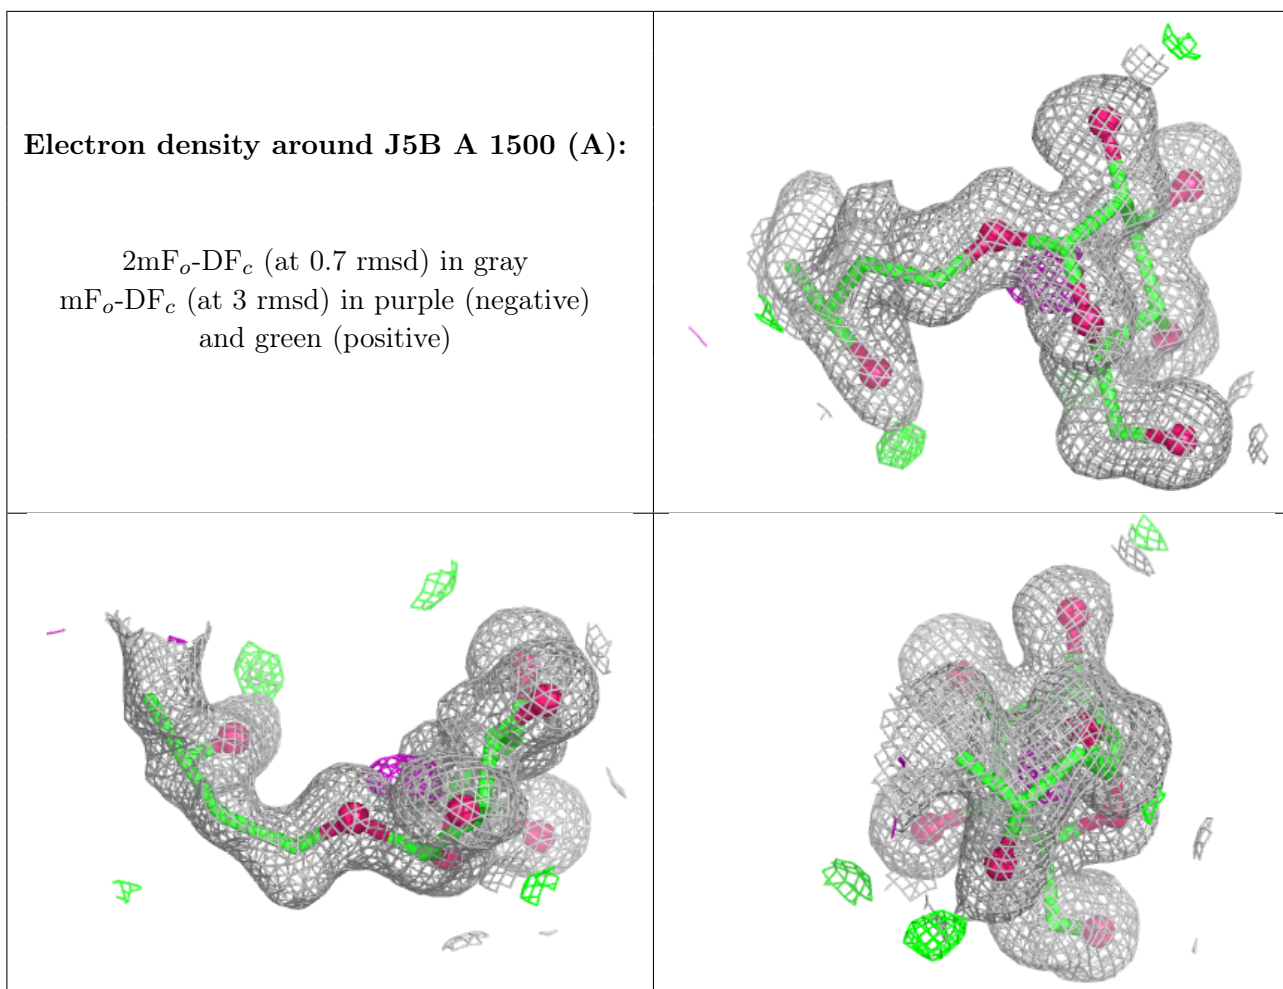 Electron density around J5B A 1500 (A):
2mFₒ-DF𝒸 (at 0.7 rmsd) in gray
mFₒ-DF𝒸 (at 3 rmsd) in purple (negative)
and green (positive)